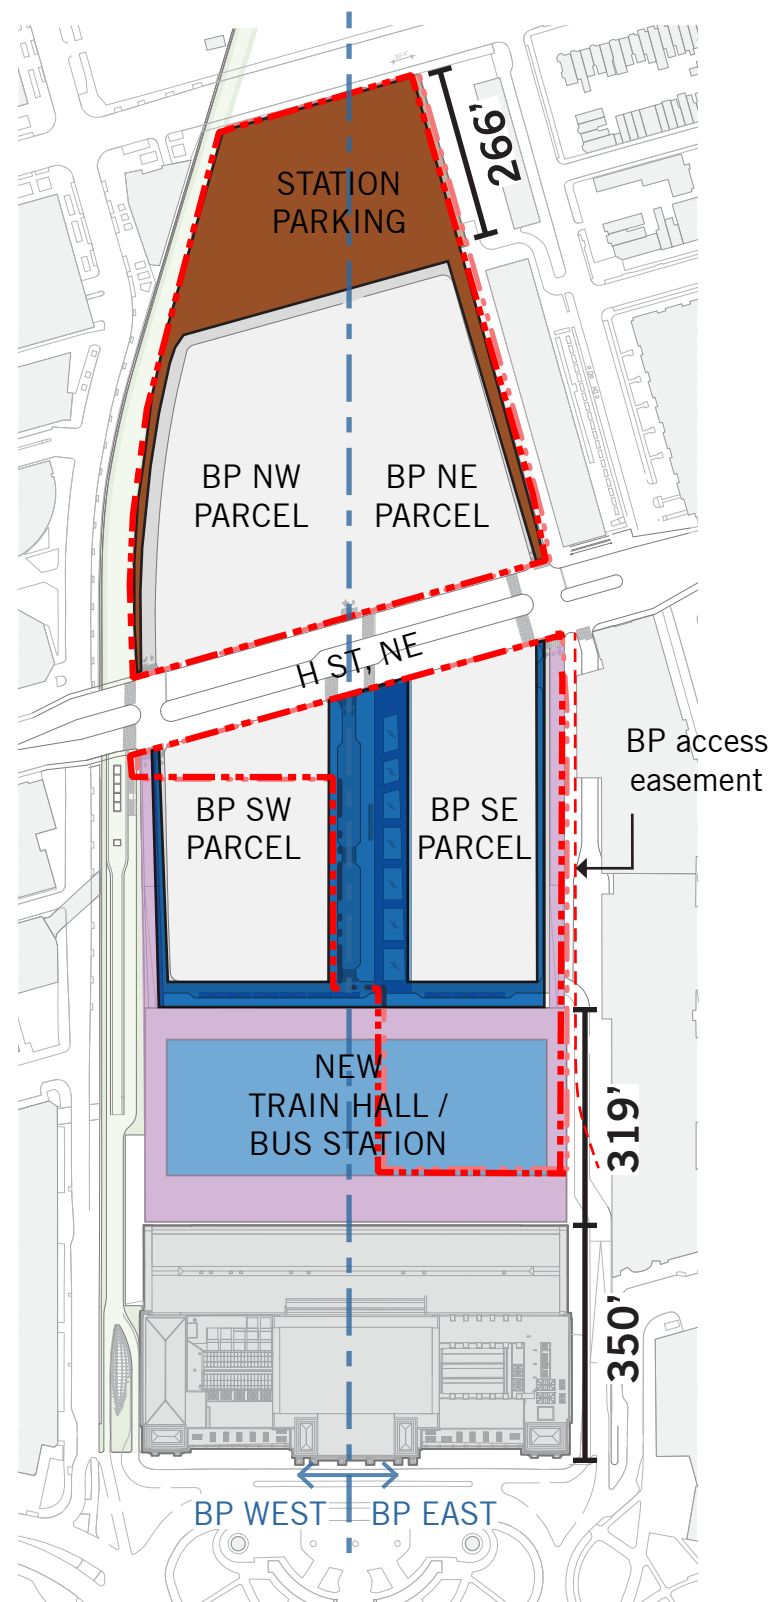 266’
STATION
PARKING
BP NW
PARCEL
BP NE
PARCEL
H ST, NE
BP access
easement
BP SW
PARCEL
BP SE
PARCEL
NEW
TRAIN HALL /
BUS STATION
319’
350’
BP WEST
BP EAST